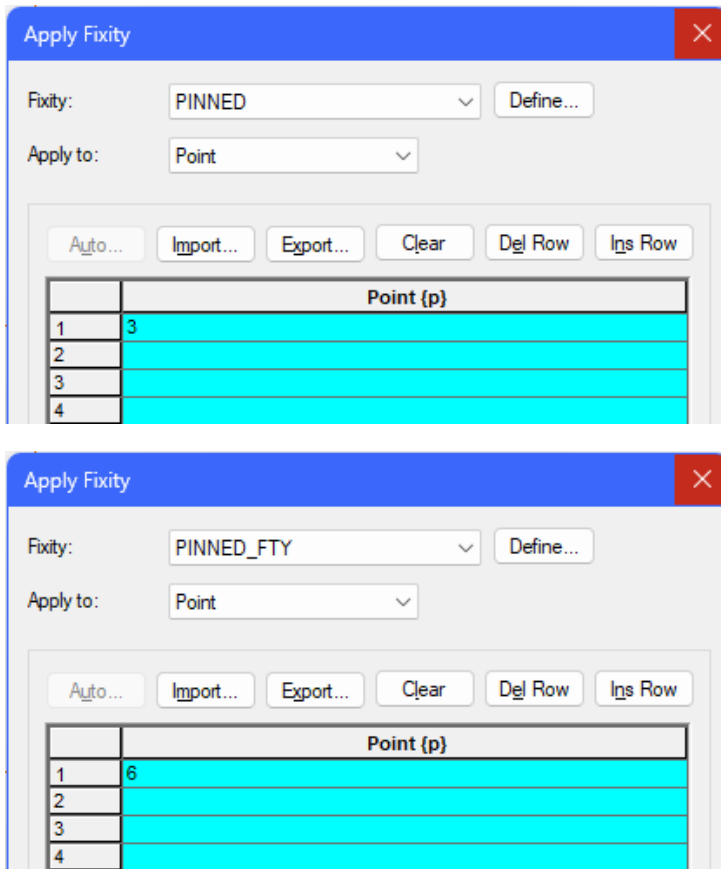 Apply Fixity
Fixity: PINNED Define...
Apply to: Point
Auto... Import... Export... Clear Del Row Ins Row
Point {p}
1 3
2
3
4
Apply Fixity
Fixity: PINNED_FTY Define...
Apply to: Point
Auto... Import... Export... Clear Del Row Ins Row
Point {p}
1 6
2
3
4